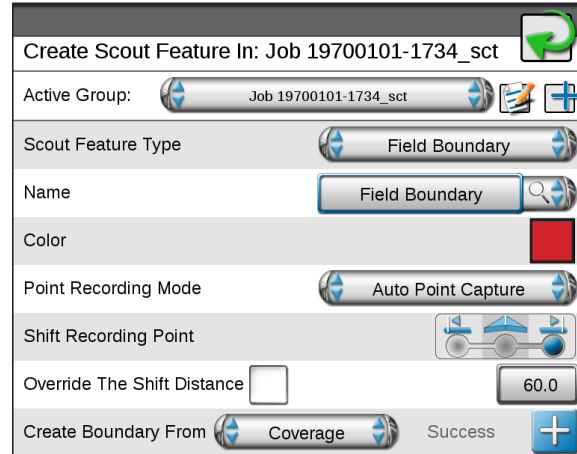 Create Scout Feature In: Job 19700101-1734_sct
Active Group: Job 19700101-1734_sct
Scout Feature Type Field Boundary
Name Field Boundary
Color
Point Recording Mode Auto Point Capture
Shift Recording Point
Override The Shift Distance 60.0
Create Boundary From Coverage Success